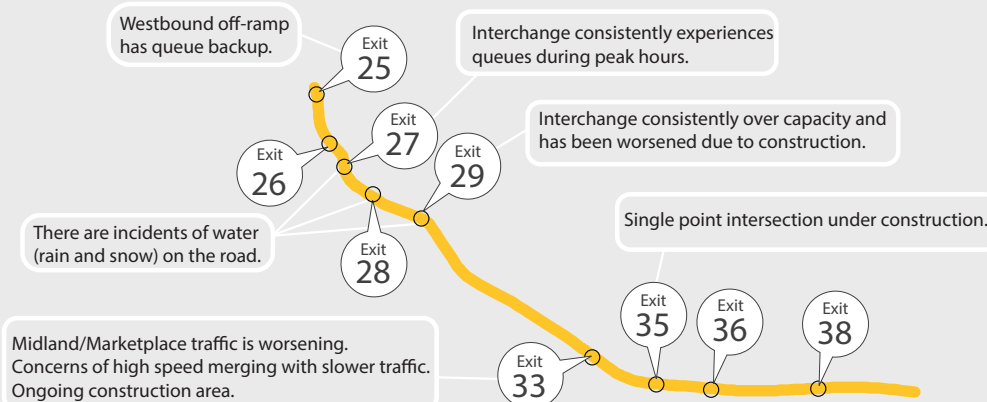 Westbound off-ramp
has queue backup.
Exit
25
Interchange consistently experiences
queues during peak hours.
Exit
26
Exit
27
Exit
29
Interchange consistently over capacity and
has been worsened due to construction.
There are incidents of water
(rain and snow) on the road.
Exit
28
Single point intersection under construction.
Exit
35
Exit
36
Exit
38
Midland/Marketplace traffic is worsening.
Concerns of high speed merging with slower traffic.
Ongoing construction area.
Exit
33